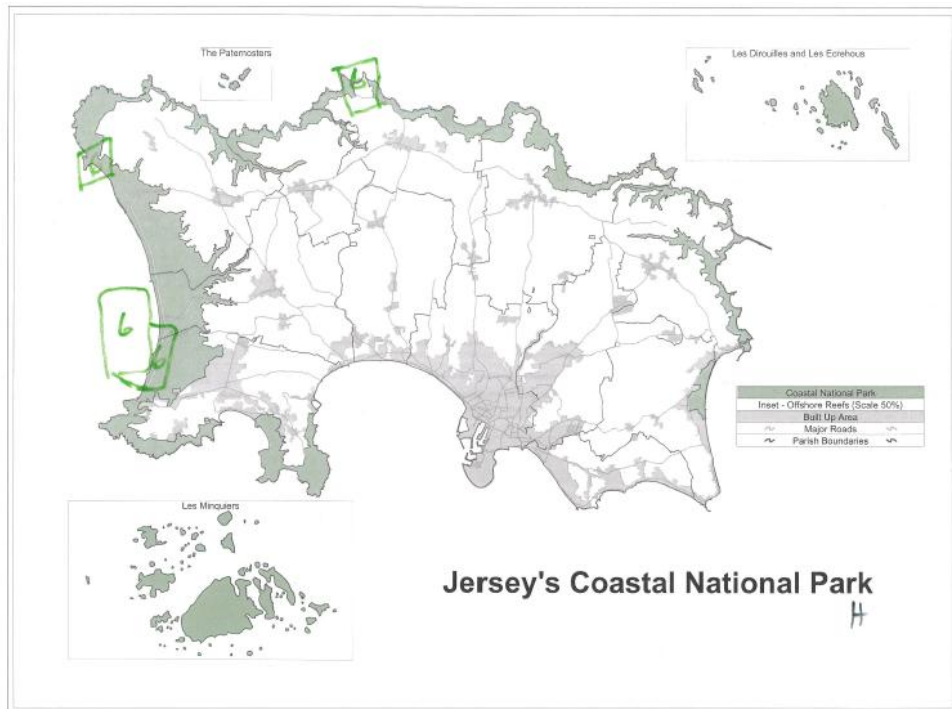 The Paternosters
Les Dirouilles and Les Ecrehous
6
6
6
Coastal National Park
Inset - Offshore Reefs (Scale 50%)
Built Up Area
Major Roads
Parish Boundaries
Les Minquiers
Jersey's Coastal National Park
H